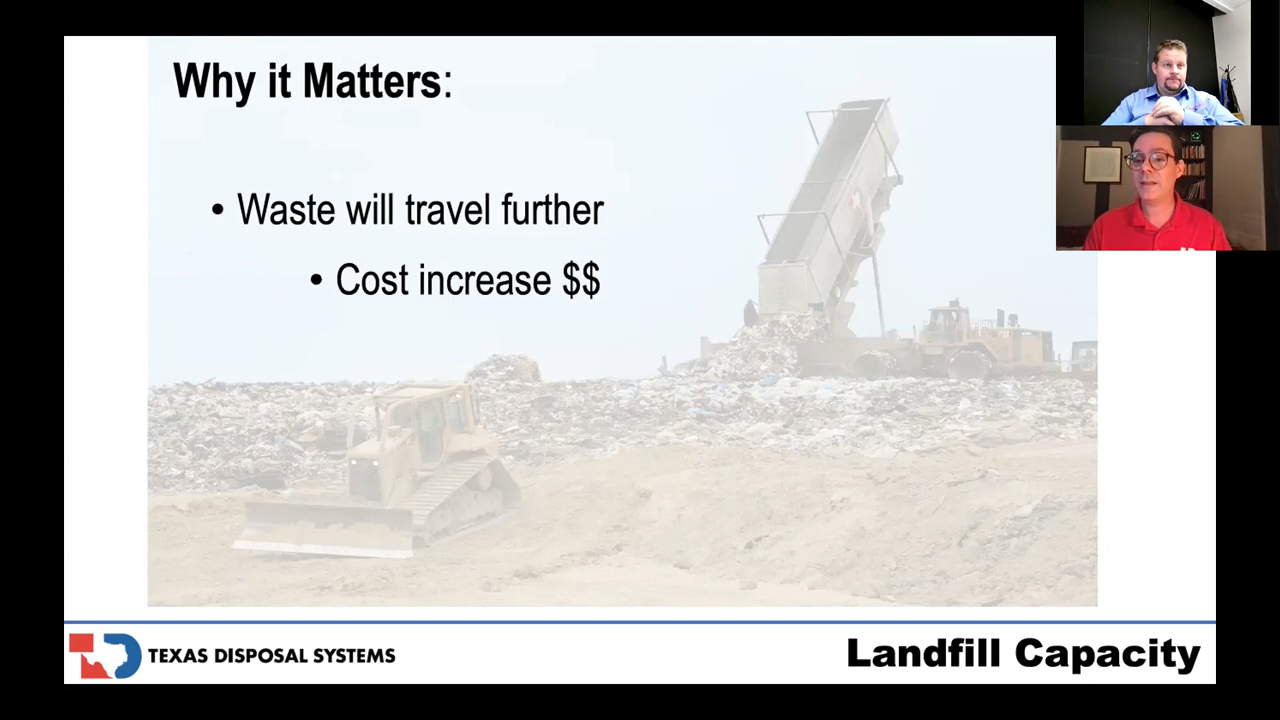 Why it Matters:
• Waste will travel further
• Cost increase $$
TEXAS DISPOSAL SYSTEMS
Landfill Capacity